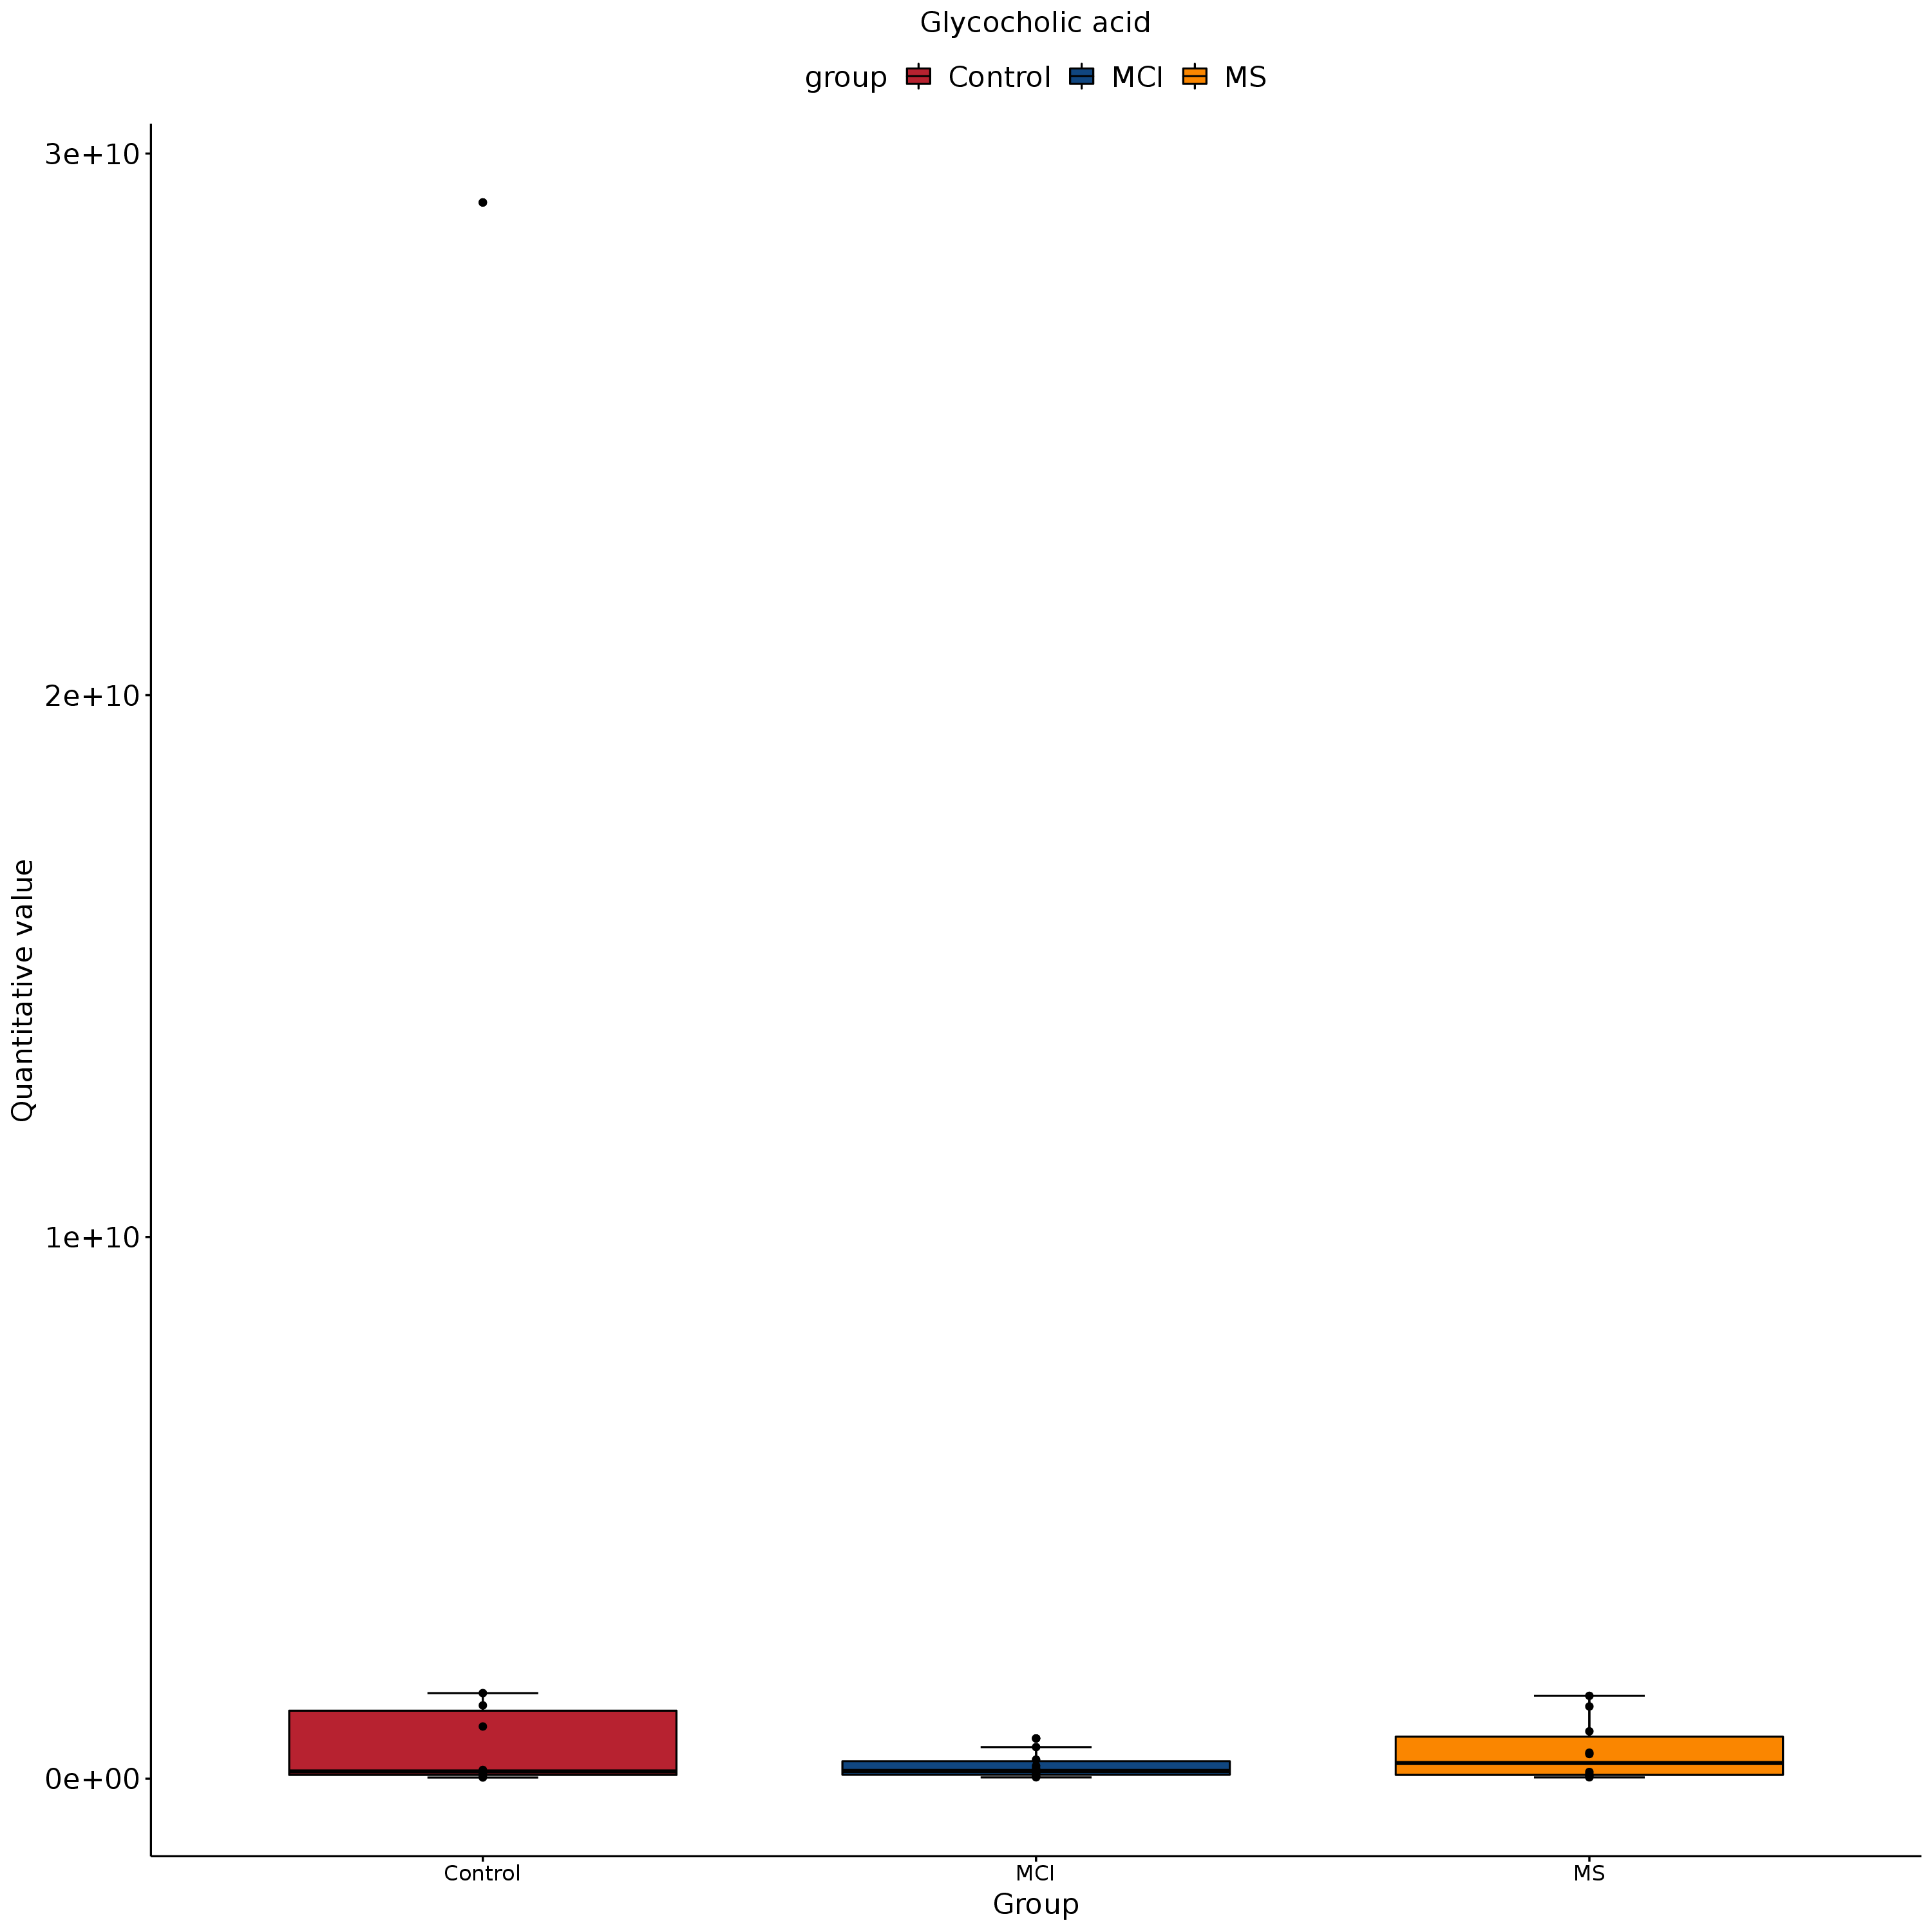 Glycocholic acid
group Control MCI MS
3e+10
2e+10
1e+10
0e+00
Quantitative value
Control MCI MS
Group